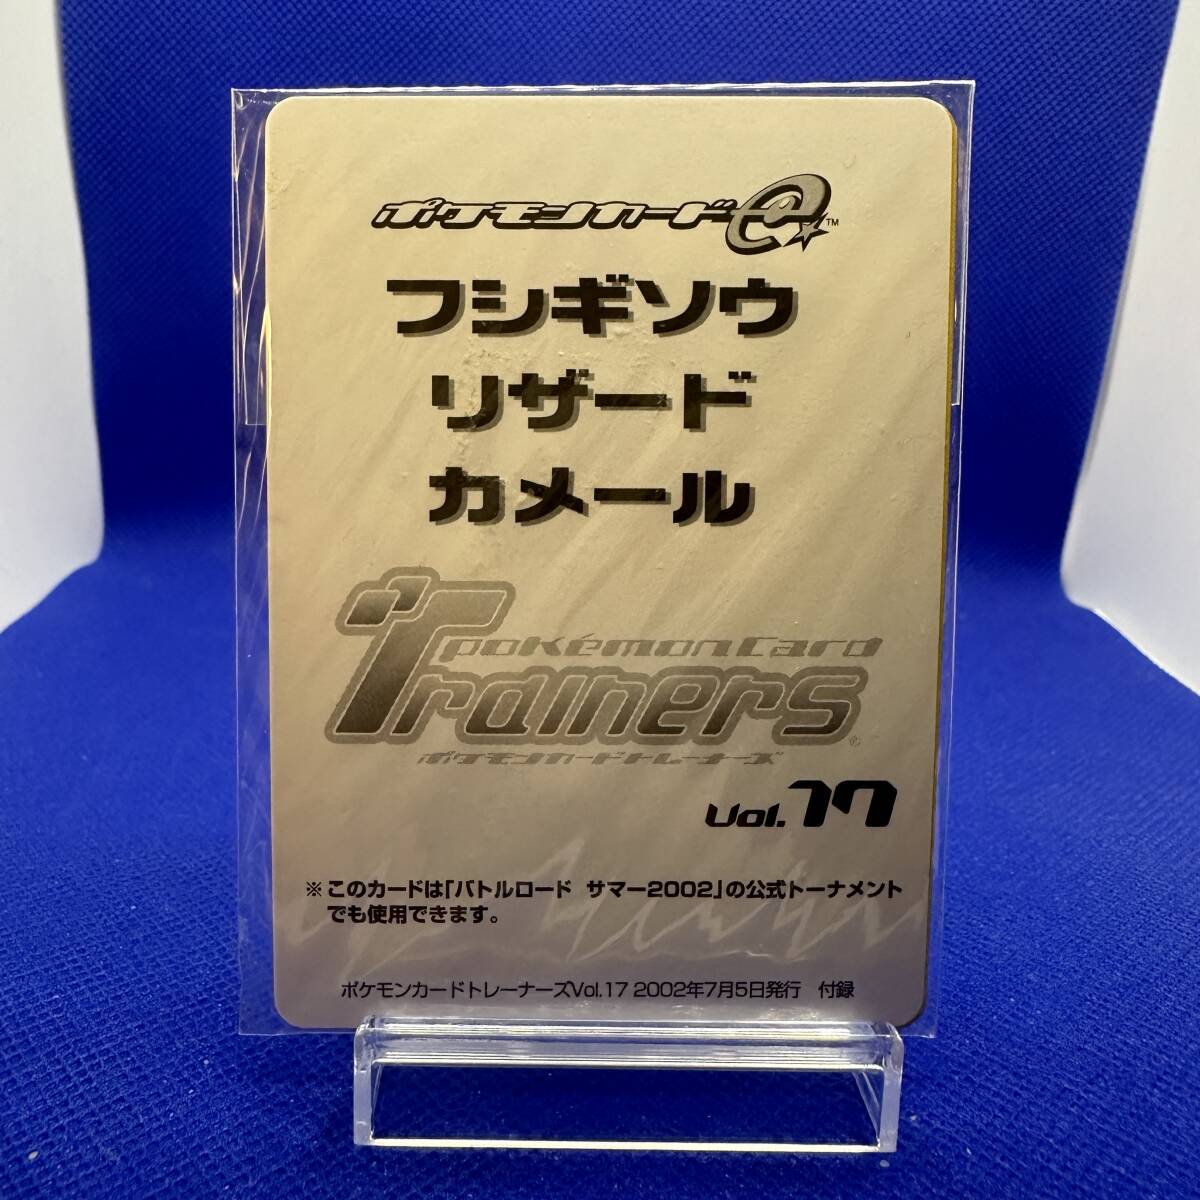 ポケモンカードe™
フシギソウ
リザード
カメール
pokémon card
Trainers®
ポケモンカードトレーナーズ
Vol.17
※このカードは「バトルロード サマー2002」の公式トーナメント
でも使用できます。
ポケモンカードトレーナーズVol.17 2002年7月5日発行 付録